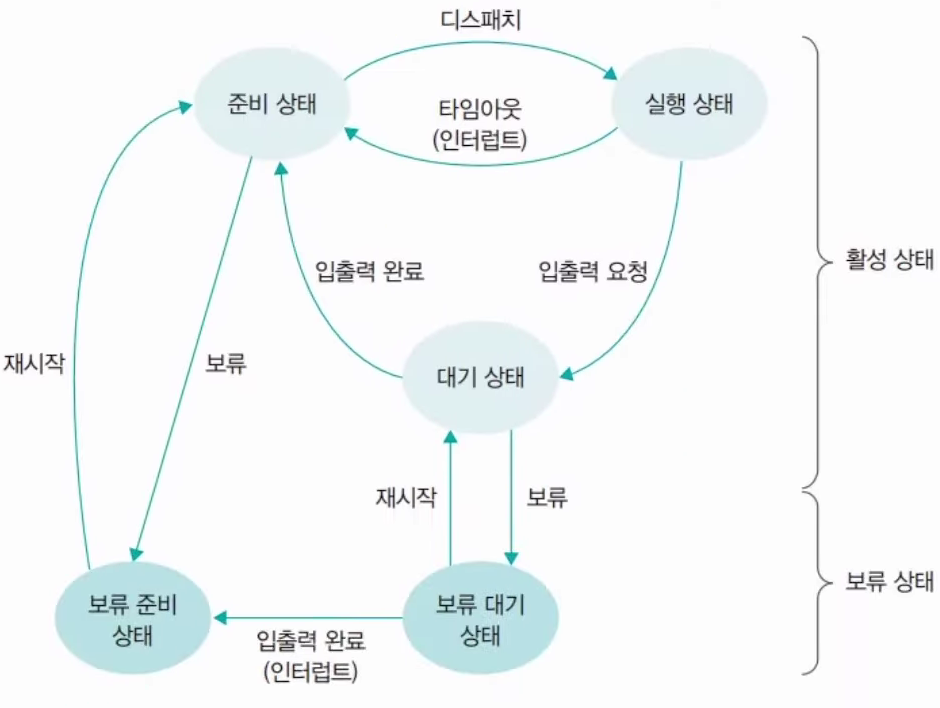 디스패치
준비 상태
타임아웃
(인터럽트)
실행 상태
입출력 완료
입출력 요청
활성 상태
재시작
보류
대기 상태
재시작
보류
보류 준비
상태
보류 대기
상태
보류 상태
입출력 완료
(인터럽트)